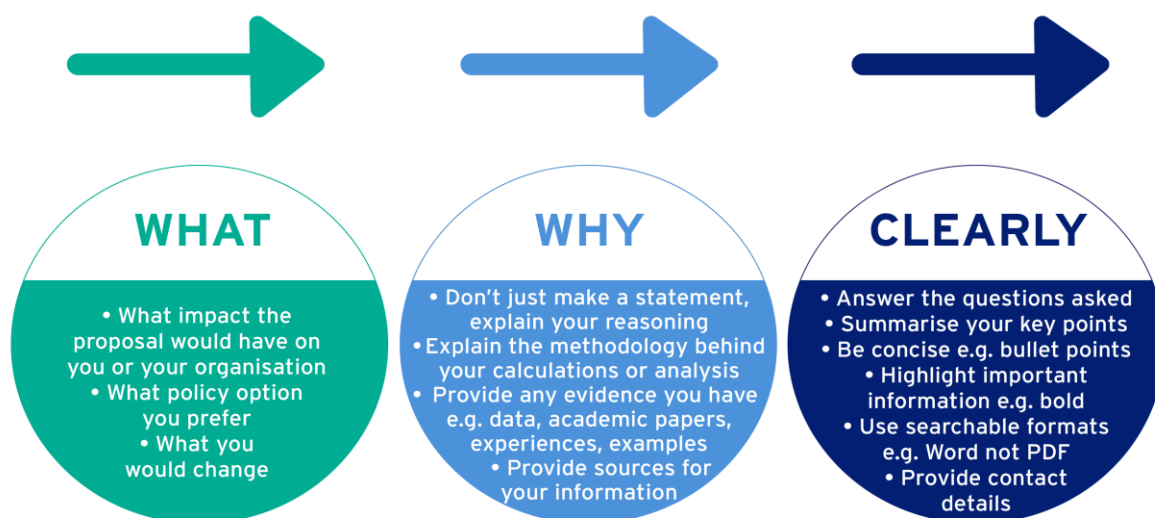 WHAT
• What impact the
proposal would have on
you or your organisation
• What policy option
you prefer
• What you
would change
WHY
• Don't just make a statement,
explain your reasoning
• Explain the methodology behind
your calculations or analysis
• Provide any evidence you have
e.g. data, academic papers,
experiences, examples
• Provide sources for
your information
CLEARLY
• Answer the questions asked
• Summarise your key points
• Be concise e.g. bullet points
• Highlight important
information e.g. bold
• Use searchable formats
e.g. Word not PDF
• Provide contact
details